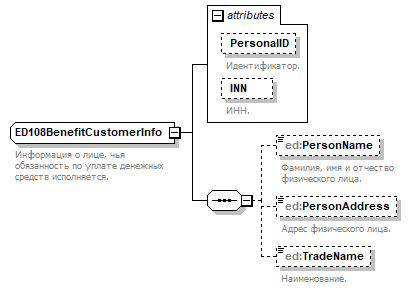 attributes
PersonalID
Идентификатор.
INN
ИНН.
ED108BenefitCustomerInfo
Информация о лице, чья
обязанность по уплате денежных
средств исполняется.
ed:PersonName
Фамилия, имя и отчество
физического лица.
ed:PersonAddress
Адрес физического лица.
ed:TradeName
Наименование.